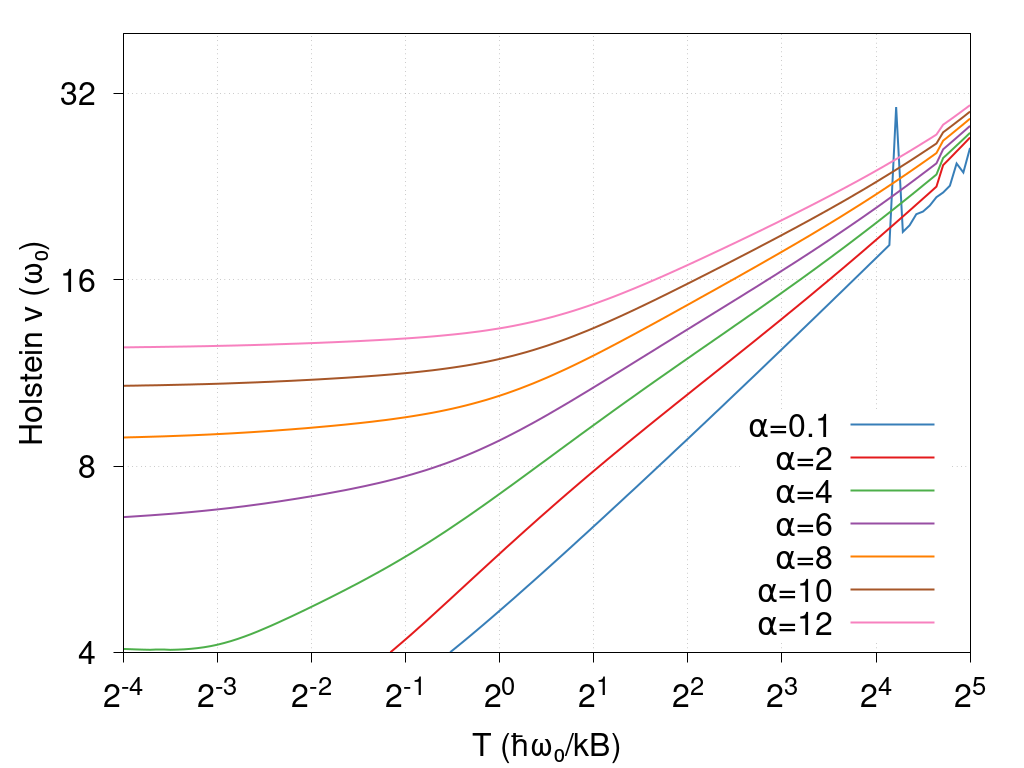 Holstein v (ω₀)
32
16
8
4
α=0.1
α=2
α=4
α=6
α=8
α=10
α=12
2⁻⁴ 2⁻³ 2⁻² 2⁻¹ 2⁰ 2¹ 2² 2³ 2⁴ 2⁵
T (ħω₀/kB)